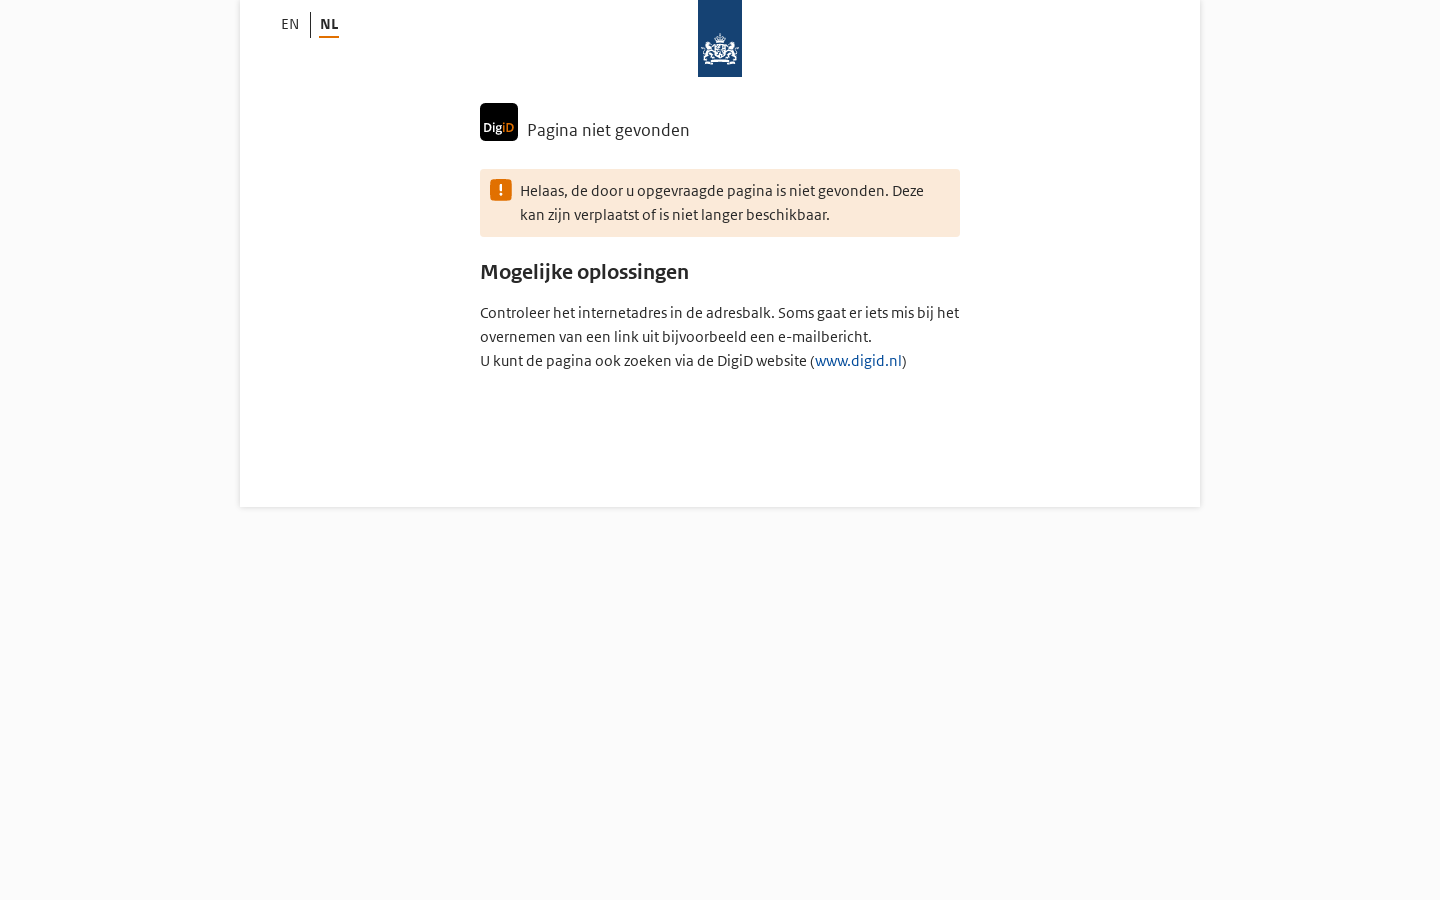 EN
NL
DigiD
Pagina niet gevonden
Helaas, de door u opgevraagde pagina is niet gevonden. Deze
kan zijn verplaatst of is niet langer beschikbaar.
Mogelijke oplossingen
Controleer het internetadres in de adresbalk. Soms gaat er iets mis bij het
overnemen van een link uit bijvoorbeeld een e-mailbericht.
U kunt de pagina ook zoeken via de DigiD website (www.digid.nl)